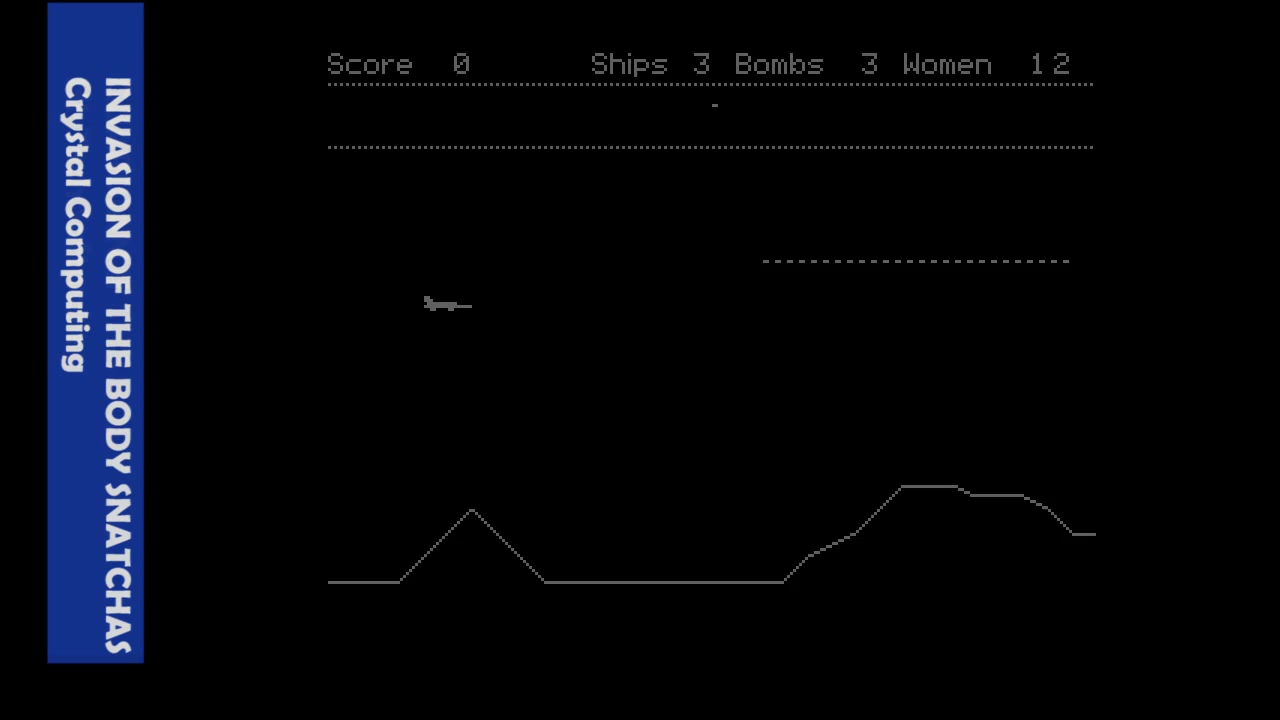 INVASION OF THE BODY SNATCHAS
Crystal Computing
Score 0 Ships 3 Bombs 3 Women 12